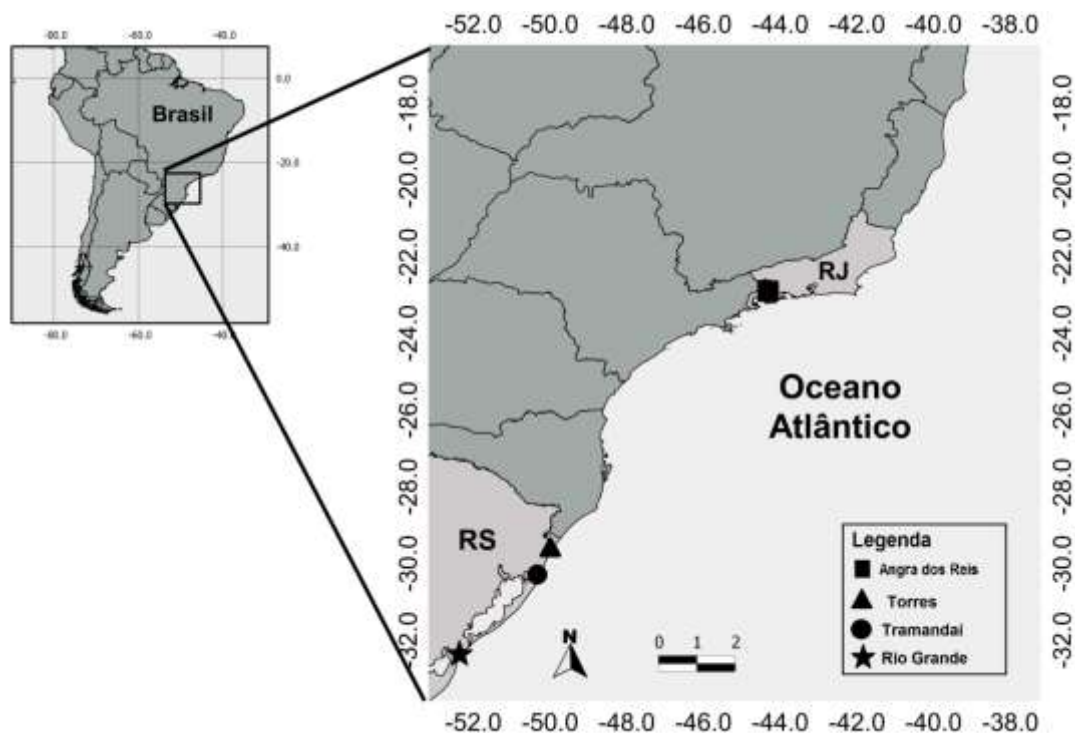 -80.0 -60.0 -40.0
0.0
-20.0
-40.0
-80.0 -60.0 -40.0
Brasil
-52.0 -50.0 -48.0 -46.0 -44.0 -42.0 -40.0 -38.0
-18.0 -18.0
-20.0 -20.0
-22.0 -22.0
-24.0 -24.0
-26.0 -26.0
-28.0 -28.0
-30.0 -30.0
-32.0 -32.0
RJ
Oceano
Atlântico
RS
N
0 1 2
Legenda
Angra dos Reis
Torres
Tramandaí
Rio Grande
-52.0 -50.0 -48.0 -46.0 -44.0 -42.0 -40.0 -38.0